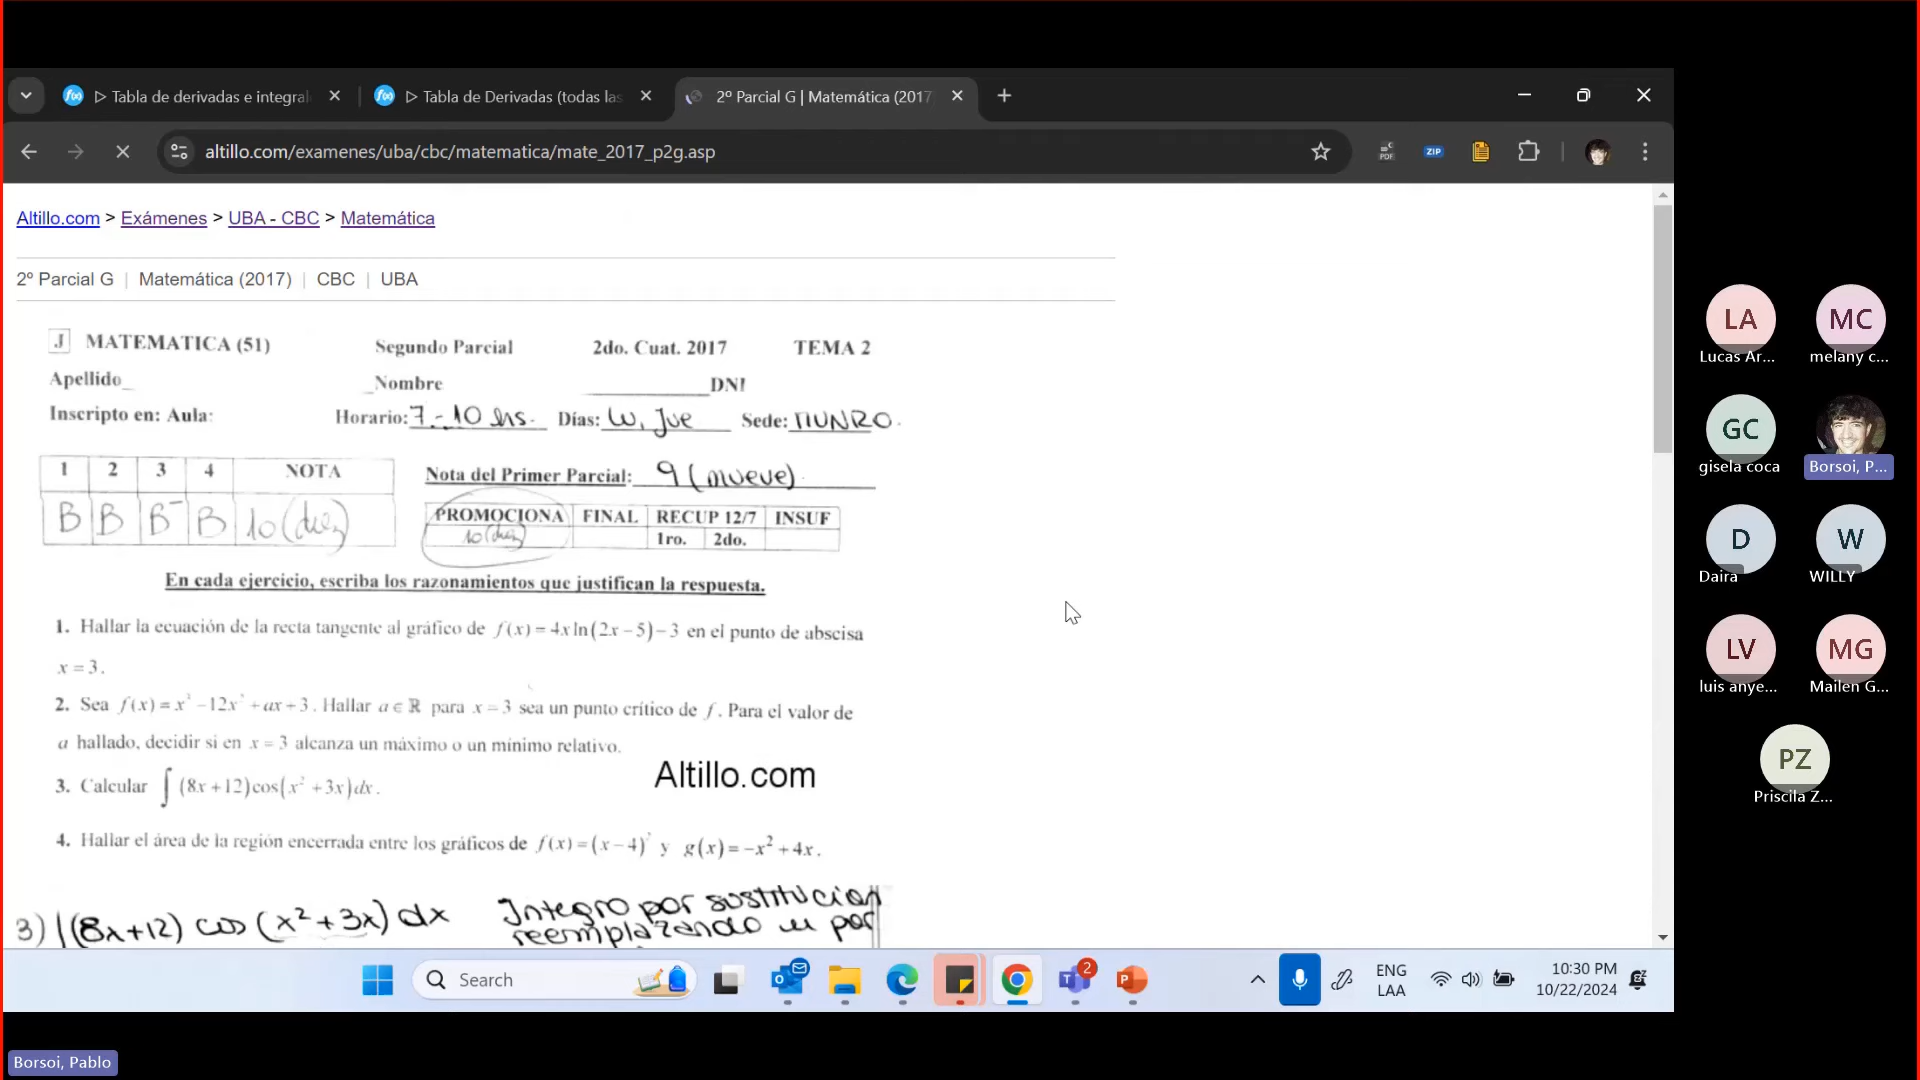 ▷ Tabla de derivadas e integral
▷ Tabla de Derivadas (todas las
2º Parcial G | Matemática (2017
altillo.com/examenes/uba/cbc/matematica/mate_2017_p2g.asp
PDF
ZIP
Altillo.com > Exámenes > UBA - CBC > Matemática
2º Parcial G | Matemática (2017) | CBC | UBA
J MATEMATICA (51) Segundo Parcial 2do. Cuat. 2017 TEMA 2
Apellido_ _Nombre ____________DNI
Inscripto en: Aula: Horario: 7-10 hs. Días: Lu, Jue Sede: MUNRO.
1 2 3 4 NOTA
B B B⁻ B 10 (diez)
Nota del Primer Parcial: 9 (nueve)
PROMOCIONA FINAL RECUP 12/7 INSUF
10 (diez) 1ro. 2do.
En cada ejercicio, escriba los razonamientos que justifican la respuesta.
1. Hallar la ecuación de la recta tangente al gráfico de f(x) = 4x ln(2x − 5) − 3 en el punto de abscisa
x = 3.
2. Sea f(x) = x³ − 12x² + ax + 3. Hallar a ∈ ℝ para x = 3 sea un punto crítico de f. Para el valor de
a hallado, decidir si en x = 3 alcanza un máximo o un mínimo relativo.
3. Calcular ∫ (8x + 12) cos(x² + 3x) dx.
Altillo.com
4. Hallar el área de la región encerrada entre los gráficos de f(x) = (x − 4)² y g(x) = −x² + 4x.
3) ∫(8x+12) cos (x²+3x) dx Integro por sustitucion
reemplazando u por
LA
Lucas Ar...
MC
melany c...
GC
gisela coca
Borsoi, P...
D
Daira
W
WILLY
LV
luis anye...
MG
Mailen G...
PZ
Priscila Z...
Search
2
ENG
LAA
10:30 PM
10/22/2024
Borsoi, Pablo